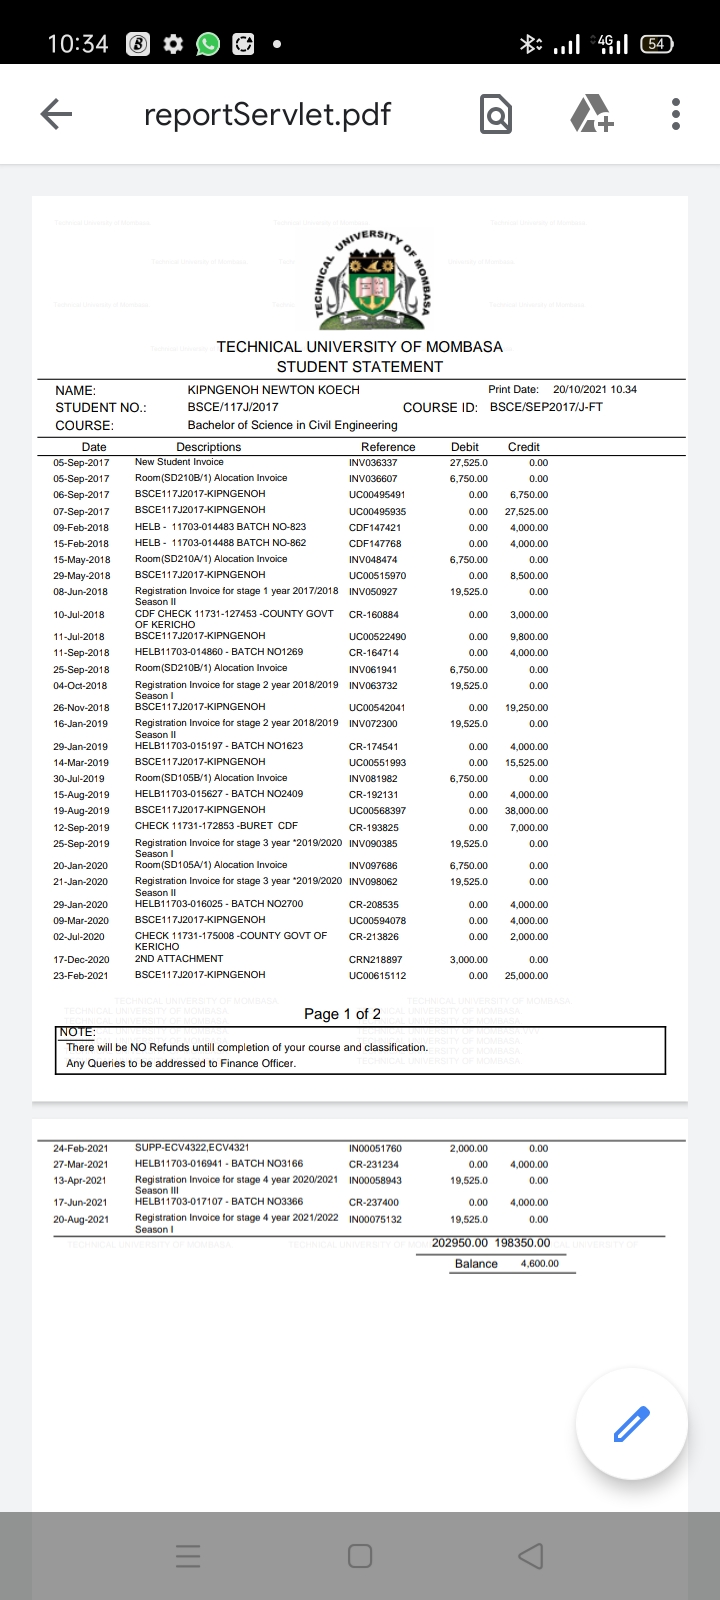 10:34
4G
54
reportServlet.pdf
TECHNICAL UNIVERSITY OF MOMBASA
TECHNICAL UNIVERSITY OF MOMBASA
STUDENT STATEMENT
NAME: KIPNGENOH NEWTON KOECH Print Date: 20/10/2021 10.34
STUDENT NO.: BSCE/117J/2017 COURSE ID: BSCE/SEP2017/J-FT
COURSE: Bachelor of Science in Civil Engineering
Date Descriptions Reference Debit Credit
05-Sep-2017 New Student Invoice INV036337 27,525.0 0.00
05-Sep-2017 Room(SD210B/1) Alocation Invoice INV036607 6,750.00 0.00
06-Sep-2017 BSCE117J2017-KIPNGENOH UC00495491 0.00 6,750.00
07-Sep-2017 BSCE117J2017-KIPNGENOH UC00495935 0.00 27,525.00
09-Feb-2018 HELB - 11703-014483 BATCH NO-823 CDF147421 0.00 4,000.00
15-Feb-2018 HELB - 11703-014488 BATCH NO-862 CDF147768 0.00 4,000.00
15-May-2018 Room(SD210A/1) Alocation Invoice INV048474 6,750.00 0.00
29-May-2018 BSCE117J2017-KIPNGENOH UC00515970 0.00 8,500.00
08-Jun-2018 Registration Invoice for stage 1 year 2017/2018 INV050927 19,525.0 0.00
Season II
10-Jul-2018 CDF CHECK 11731-127453 -COUNTY GOVT CR-160884 0.00 3,000.00
OF KERICHO
11-Jul-2018 BSCE117J2017-KIPNGENOH UC00522490 0.00 9,800.00
11-Sep-2018 HELB11703-014860 - BATCH NO1269 CR-164714 0.00 4,000.00
25-Sep-2018 Room(SD210B/1) Alocation Invoice INV061941 6,750.00 0.00
04-Oct-2018 Registration Invoice for stage 2 year 2018/2019 INV063732 19,525.0 0.00
Season I
26-Nov-2018 BSCE117J2017-KIPNGENOH UC00542041 0.00 19,250.00
16-Jan-2019 Registration Invoice for stage 2 year 2018/2019 INV072300 19,525.0 0.00
Season II
29-Jan-2019 HELB11703-015197 - BATCH NO1623 CR-174541 0.00 4,000.00
14-Mar-2019 BSCE117J2017-KIPNGENOH UC00551993 0.00 15,525.00
30-Jul-2019 Room(SD105B/1) Alocation Invoice INV081982 6,750.00 0.00
15-Aug-2019 HELB11703-015627 - BATCH NO2409 CR-192131 0.00 4,000.00
19-Aug-2019 BSCE117J2017-KIPNGENOH UC00568397 0.00 38,000.00
12-Sep-2019 CHECK 11731-172853 -BURET CDF CR-193825 0.00 7,000.00
25-Sep-2019 Registration Invoice for stage 3 year *2019/2020 INV090385 19,525.0 0.00
Season I
20-Jan-2020 Room(SD105A/1) Alocation Invoice INV097686 6,750.00 0.00
21-Jan-2020 Registration Invoice for stage 3 year *2019/2020 INV098062 19,525.0 0.00
Season II
29-Jan-2020 HELB11703-016025 - BATCH NO2700 CR-208535 0.00 4,000.00
09-Mar-2020 BSCE117J2017-KIPNGENOH UC00594078 0.00 4,000.00
02-Jul-2020 CHECK 11731-175008 -COUNTY GOVT OF CR-213826 0.00 2,000.00
KERICHO
17-Dec-2020 2ND ATTACHMENT CRN218897 3,000.00 0.00
23-Feb-2021 BSCE117J2017-KIPNGENOH UC00615112 0.00 25,000.00
Page 1 of 2
NOTE:
There will be NO Refunds untill completion of your course and classification.
Any Queries to be addressed to Finance Officer.
24-Feb-2021 SUPP-ECV4322,ECV4321 IN00051760 2,000.00 0.00
27-Mar-2021 HELB11703-016941 - BATCH NO3166 CR-231234 0.00 4,000.00
13-Apr-2021 Registration Invoice for stage 4 year 2020/2021 IN00058943 19,525.0 0.00
Season III
17-Jun-2021 HELB11703-017107 - BATCH NO3366 CR-237400 0.00 4,000.00
20-Aug-2021 Registration Invoice for stage 4 year 2021/2022 IN00075132 19,525.0 0.00
Season I
202950.00 198350.00
Balance 4,600.00